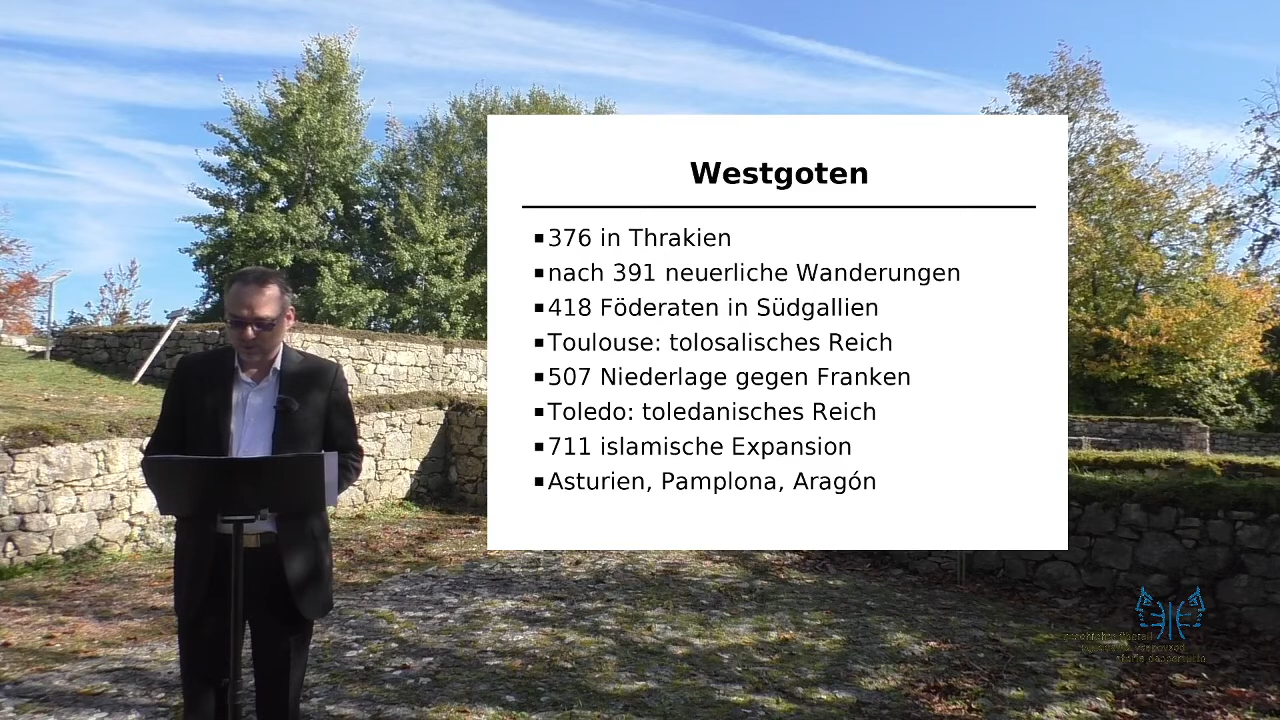 Westgoten
▪376 in Thrakien
▪nach 391 neuerliche Wanderungen
▪418 Föderaten in Südgallien
▪Toulouse: tolosalisches Reich
▪507 Niederlage gegen Franken
▪Toledo: toledanisches Reich
▪711 islamische Expansion
▪Asturien, Pamplona, Aragón